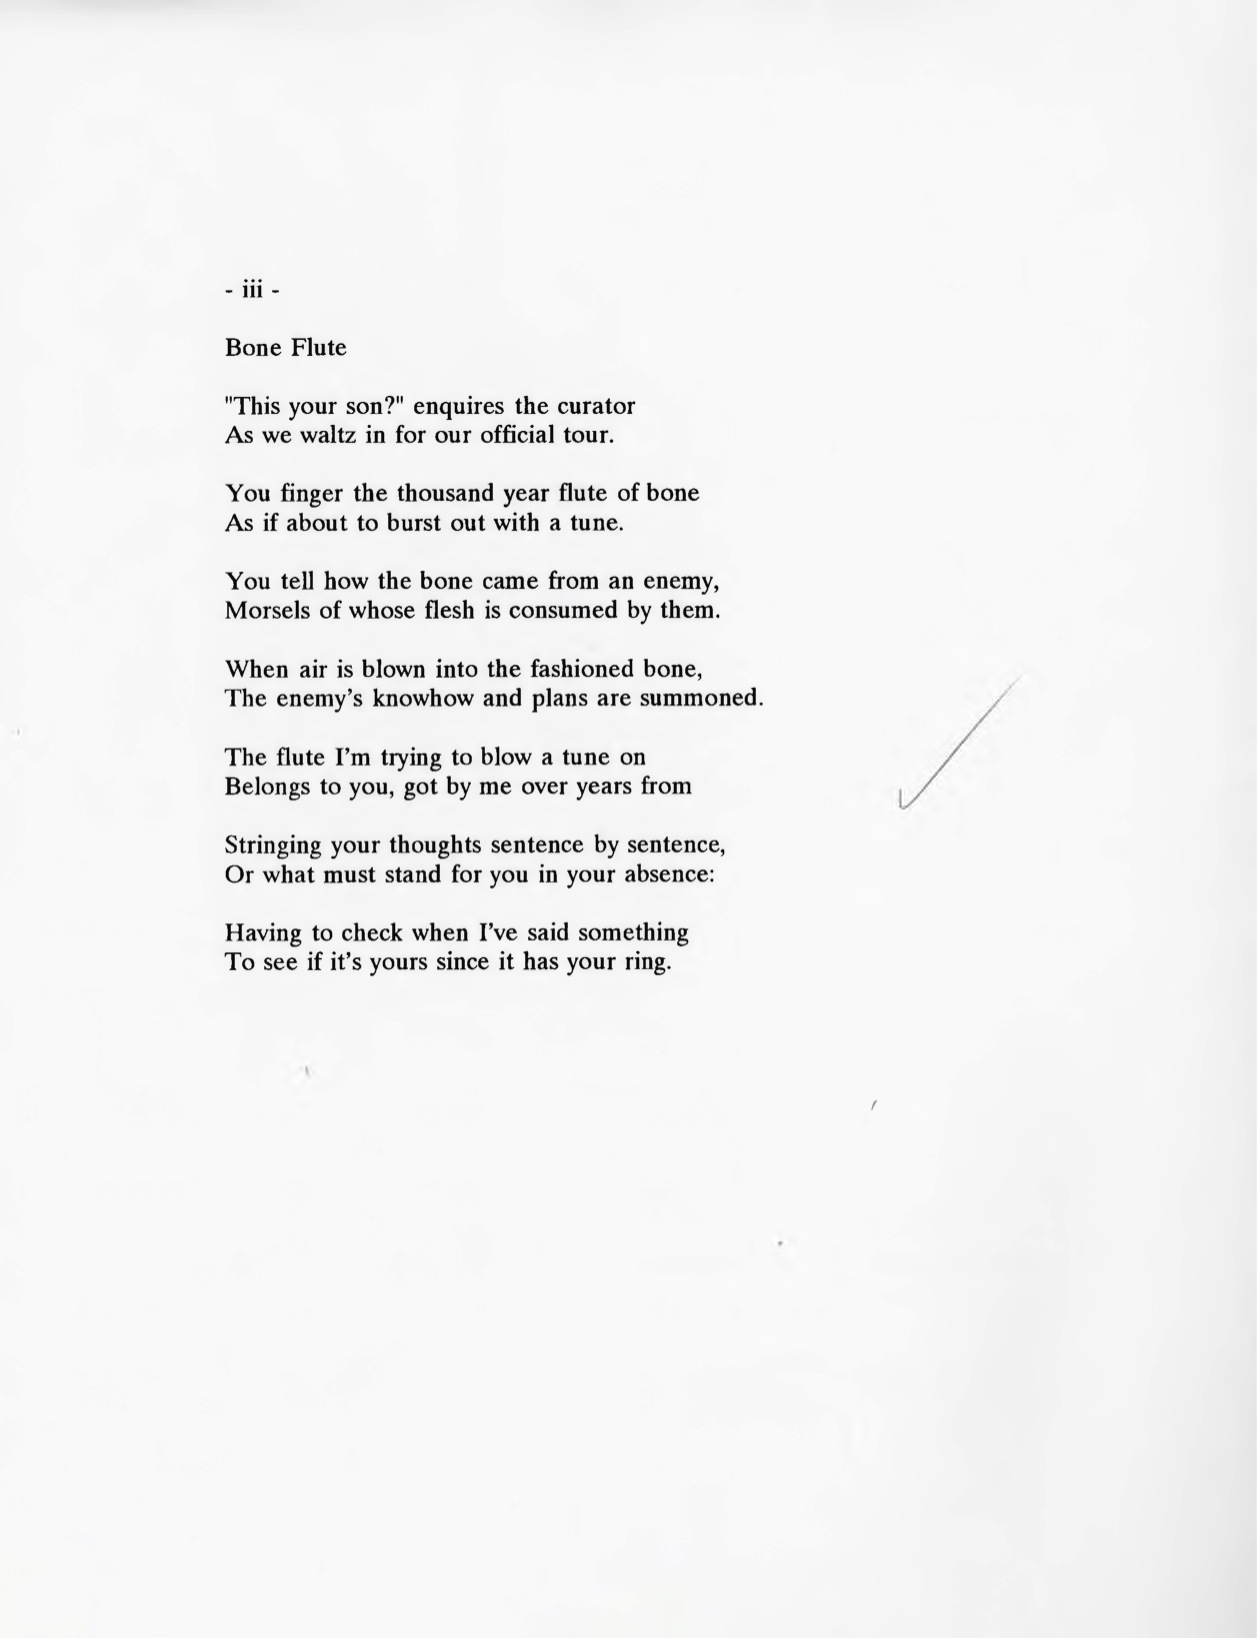 - iii -
Bone Flute
"This your son?" enquires the curator
As we waltz in for our official tour.
You finger the thousand year flute of bone
As if about to burst out with a tune.
You tell how the bone came from an enemy,
Morsels of whose flesh is consumed by them.
When air is blown into the fashioned bone,
The enemy's knowhow and plans are summoned.
The flute I'm trying to blow a tune on
Belongs to you, got by me over years from
Stringing your thoughts sentence by sentence,
Or what must stand for you in your absence:
Having to check when I've said something
To see if it's yours since it has your ring.